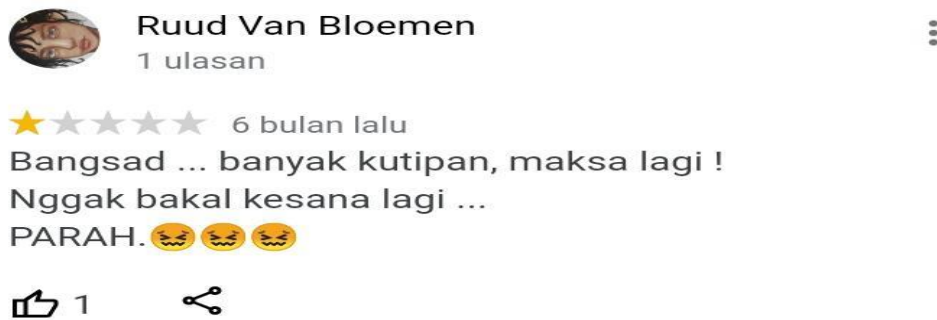 Ruud Van Bloemen
1 ulasan
6 bulan lalu
Bangsad ... banyak kutipan, maksa lagi !
Nggak bakal kesana lagi ...
PARAH.😖😖😖
1